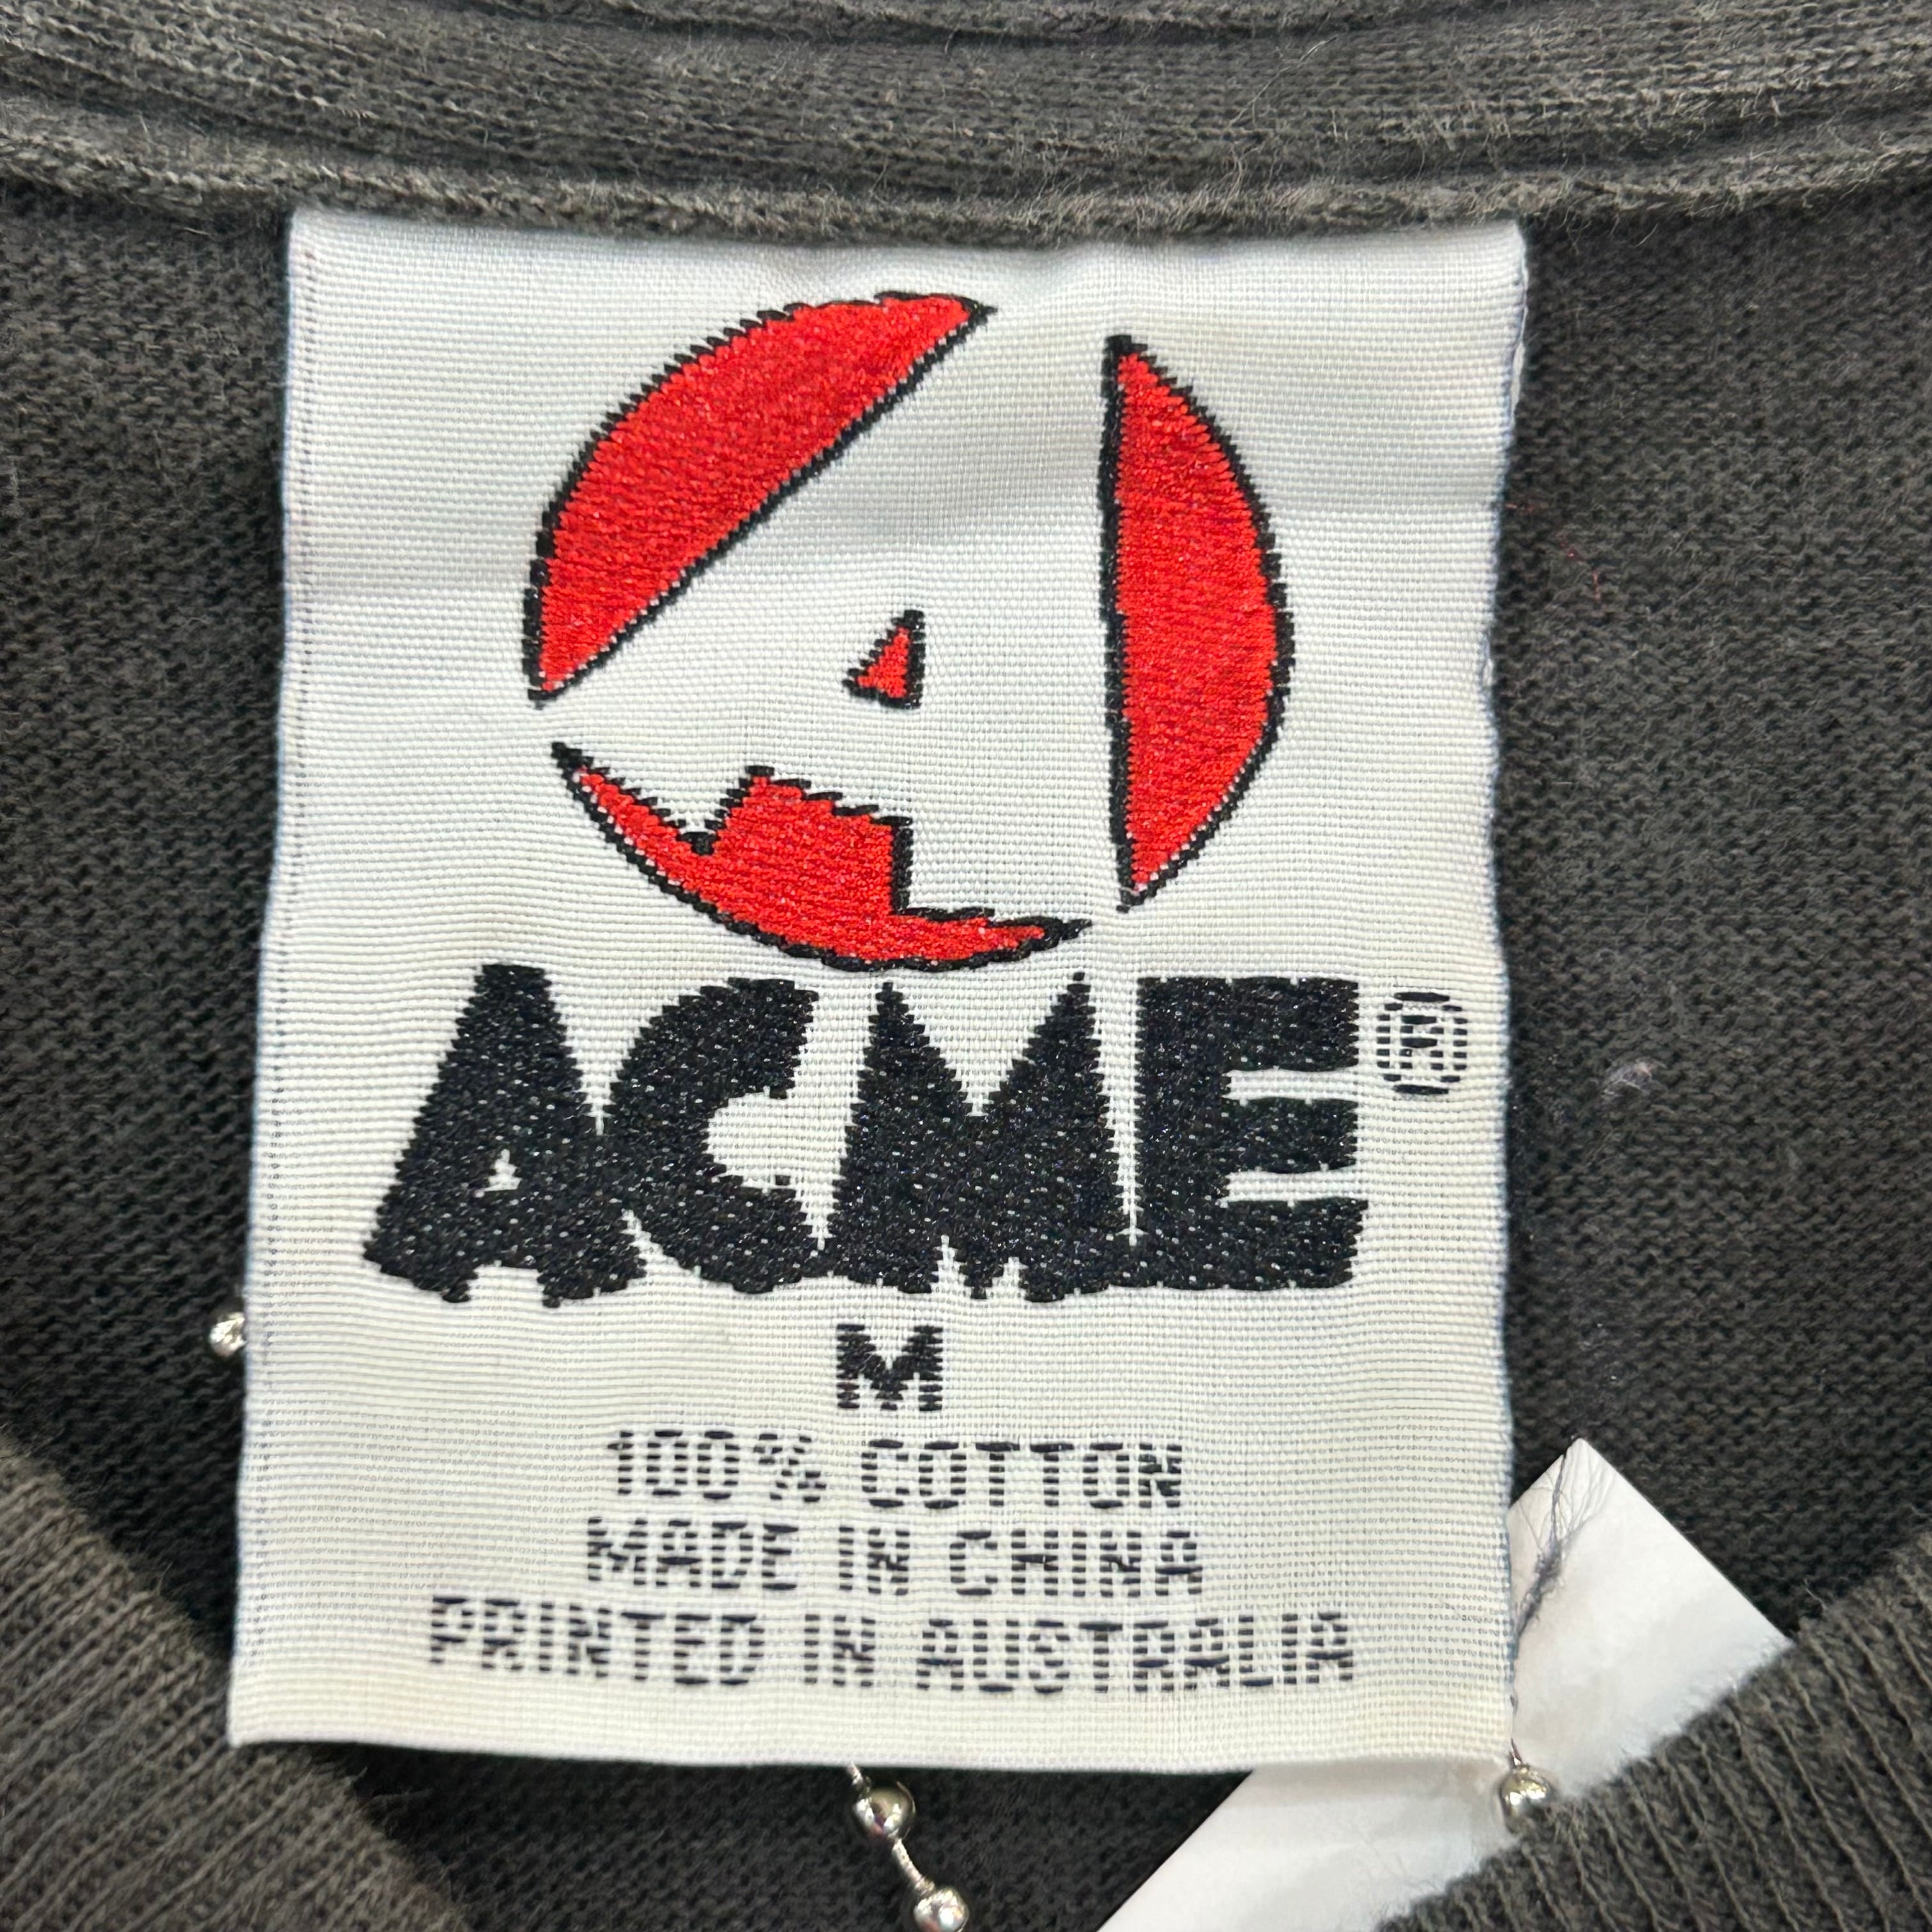 A
ACME®
M
100% COTTON
MADE IN CHINA
PRINTED IN AUSTRALIA